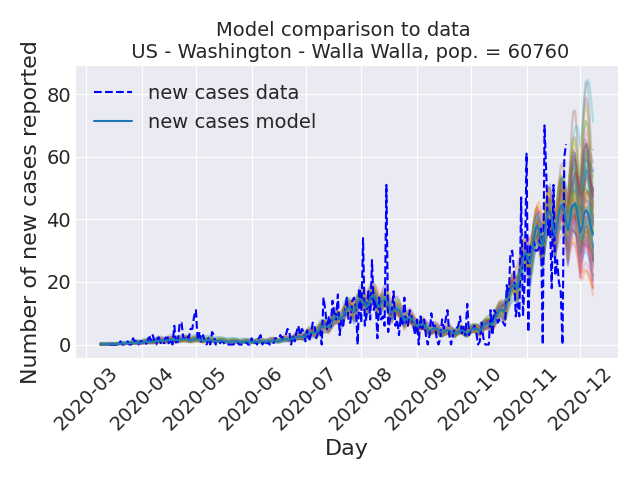 Model comparison to data
US - Washington - Walla Walla, pop. = 60760
Number of new cases reported
80
60
40
20
0
new cases data
new cases model
2020-03
2020-04
2020-05
2020-06
2020-07
2020-08
2020-09
2020-10
2020-11
2020-12
Day